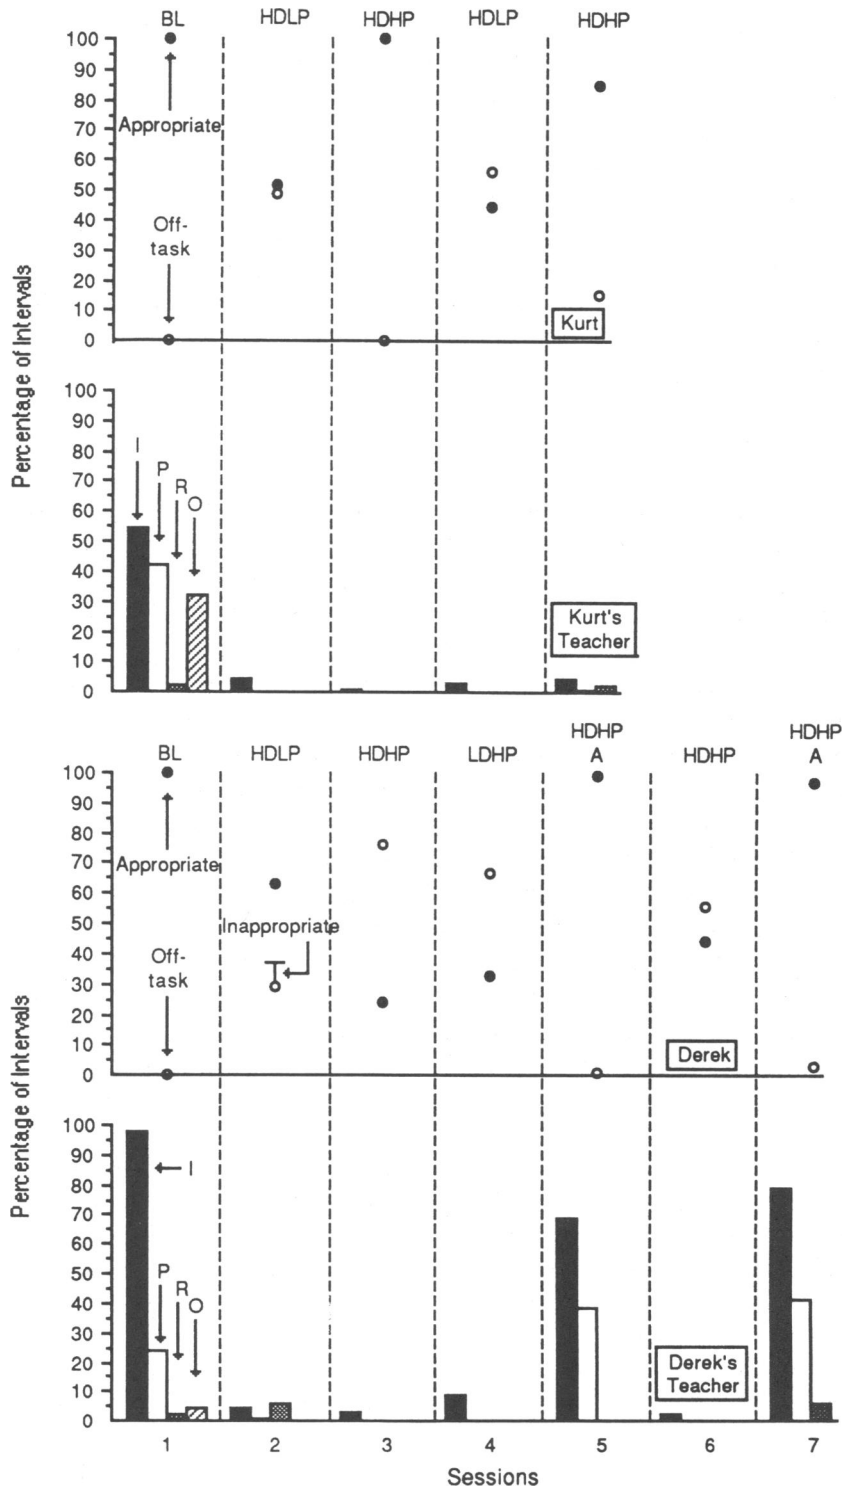 BL HDLP HDHP HDLP HDHP
100
90
80
70
60
50
40
30
20
10
0
Appropriate
Off-
task
Kurt
Percentage of Intervals
100
90
80
70
60
50
40
30
20
10
0
I
P
R
O
Kurt's
Teacher
HDHP HDHP
BL HDLP HDHP LDHP A HDHP A
100
90
80
70
60
50
40
30
20
10
0
Appropriate
Inappropriate
Off-
task
Derek
Percentage of Intervals
100
90
80
70
60
50
40
30
20
10
0
I
P
R
O
Derek's
Teacher
1 2 3 4 5 6 7
Sessions